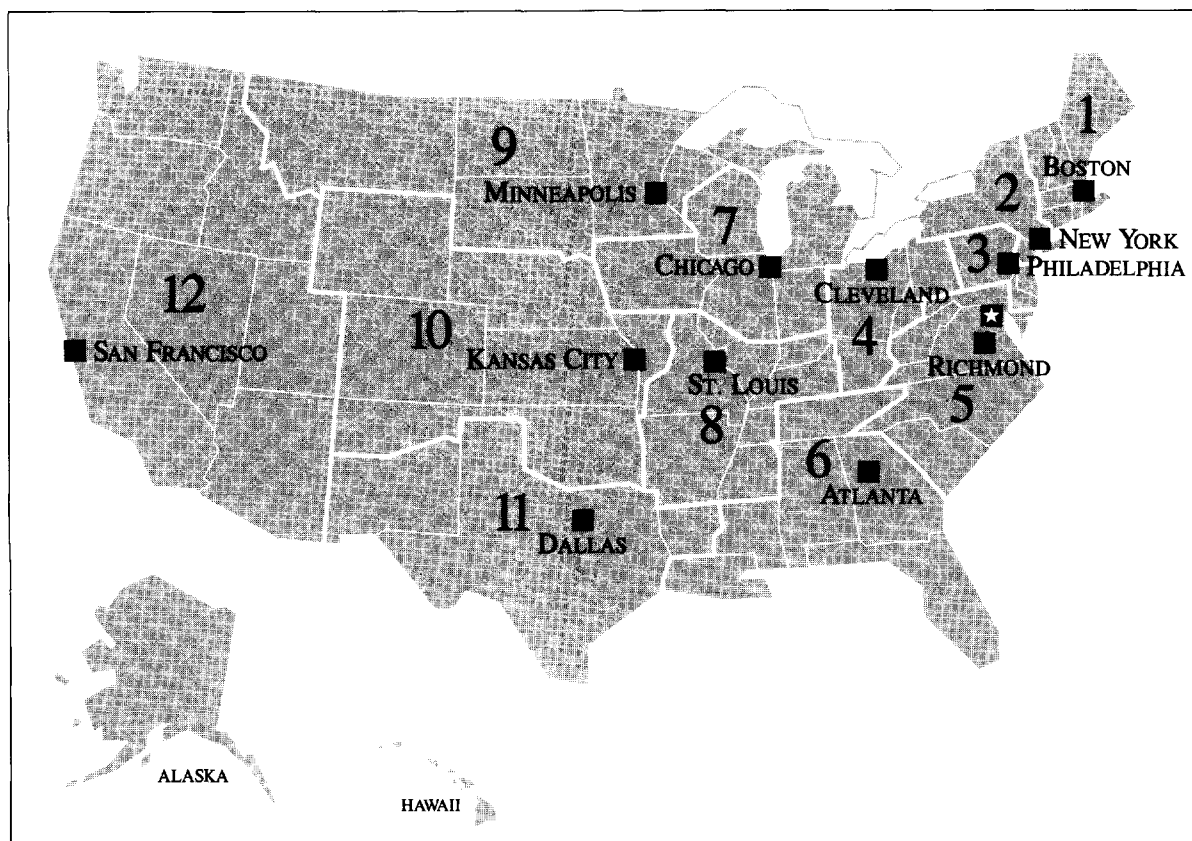 1
BOSTON
2
9
MINNEAPOLIS
7
NEW YORK
3
PHILADELPHIA
CHICAGO
CLEVELAND
12
10
4
SAN FRANCISCO
KANSAS CITY
ST. LOUIS
RICHMOND
5
8
6
ATLANTA
11
DALLAS
ALASKA
HAWAII